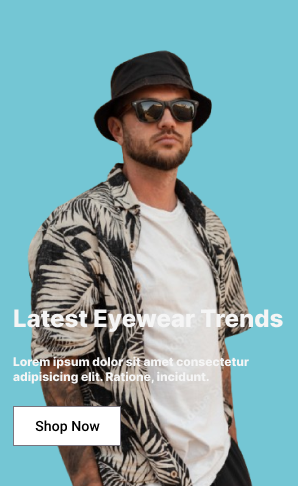 Latest Eyewear Trends
Lorem ipsum dolor sit amet consectetur
adipisicing elit. Ratione, incidunt.
Shop Now